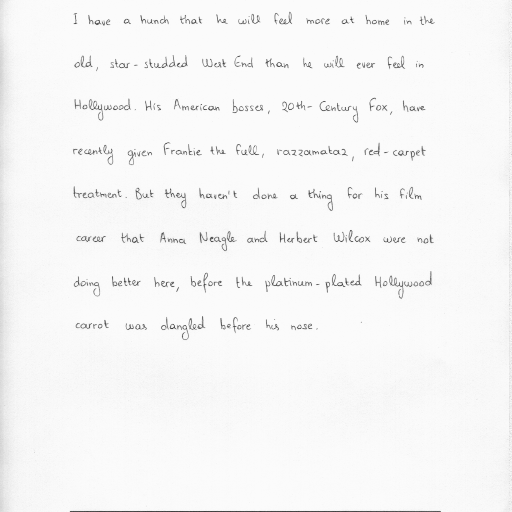 I have a hunch that he will feel more at home in the
old, star-studded West End than he will ever feel in
Hollywood. His American bosses, 20th-Century Fox, have
recently given Frankie the full, razzamataz, red-carpet
treatment. But they haven't done a thing for his film
career that Anna Neagle and Herbert Wilcox were not
doing better here, before the platinum-plated Hollywood
carrot was dangled before his nose.